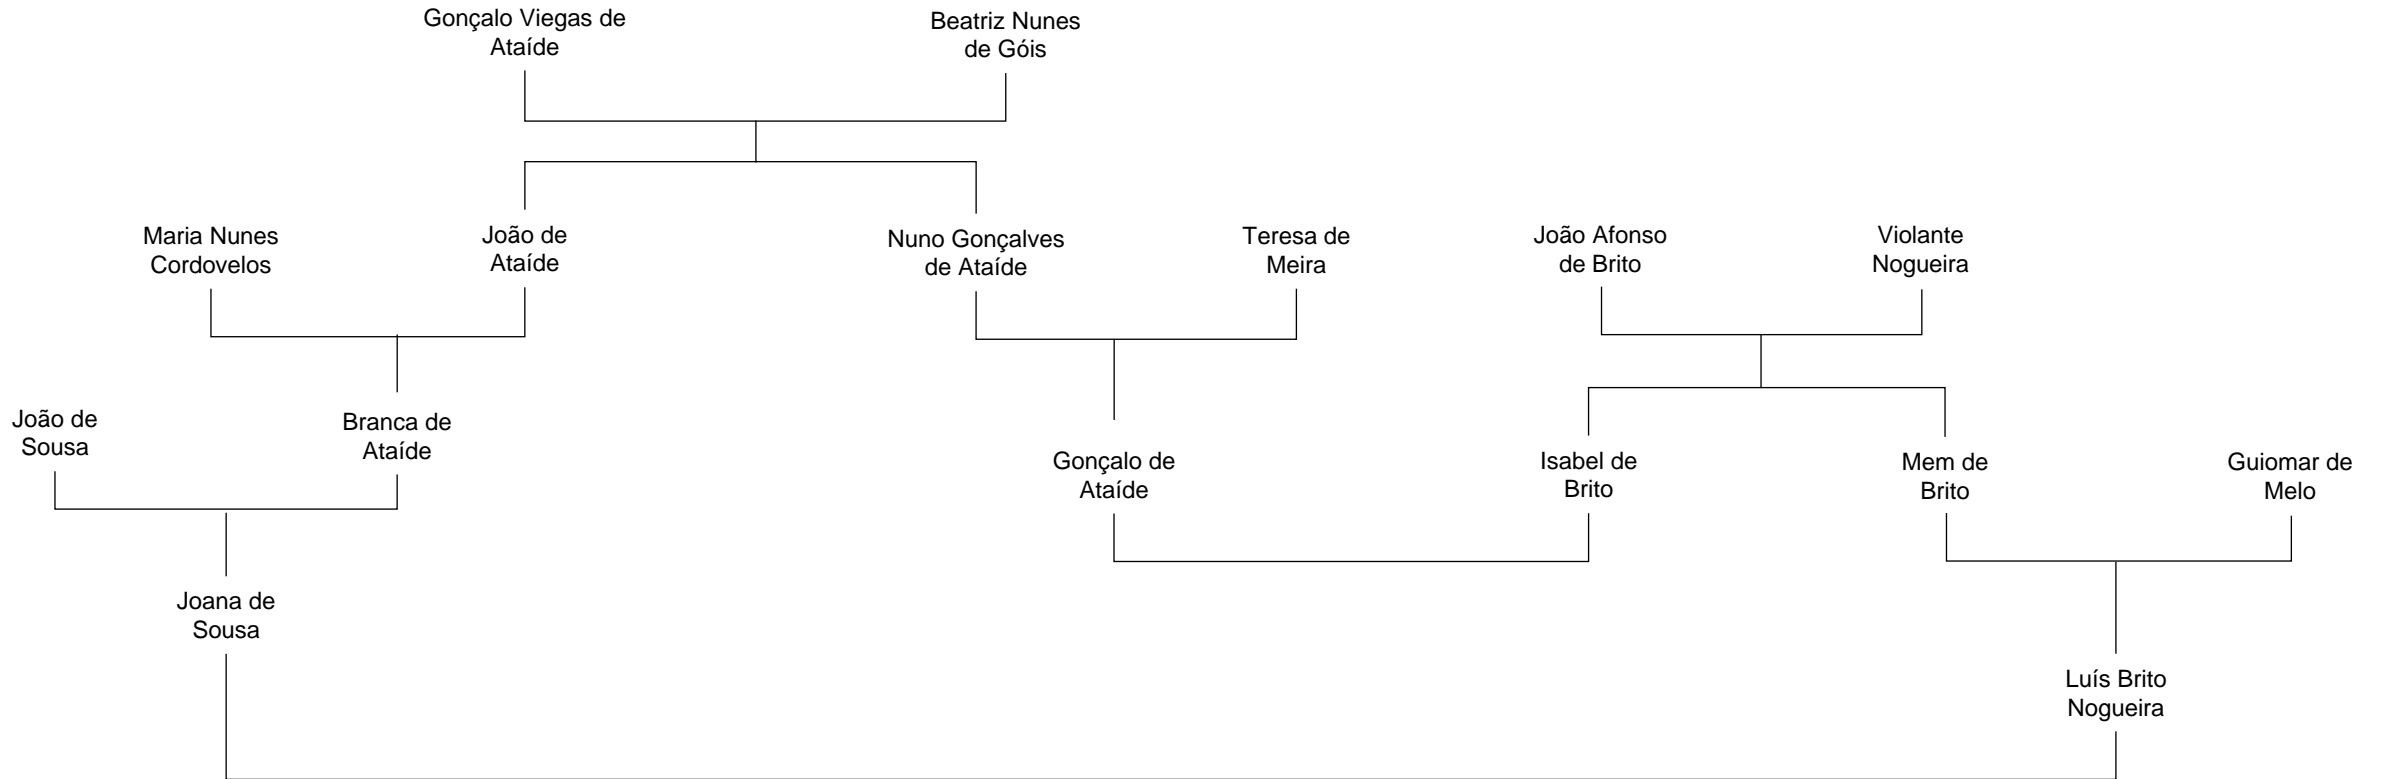 Gonçalo Viegas de
Ataíde
Beatriz Nunes
de Góis
Maria Nunes
Cordovelos
João de
Ataíde
Nuno Gonçalves
de Ataíde
Teresa de
Meira
João Afonso
de Brito
Violante
Nogueira
João de
Sousa
Branca de
Ataíde
Gonçalo de
Ataíde
Isabel de
Brito
Mem de
Brito
Guiomar de
Melo
Joana de
Sousa
Luís Brito
Nogueira